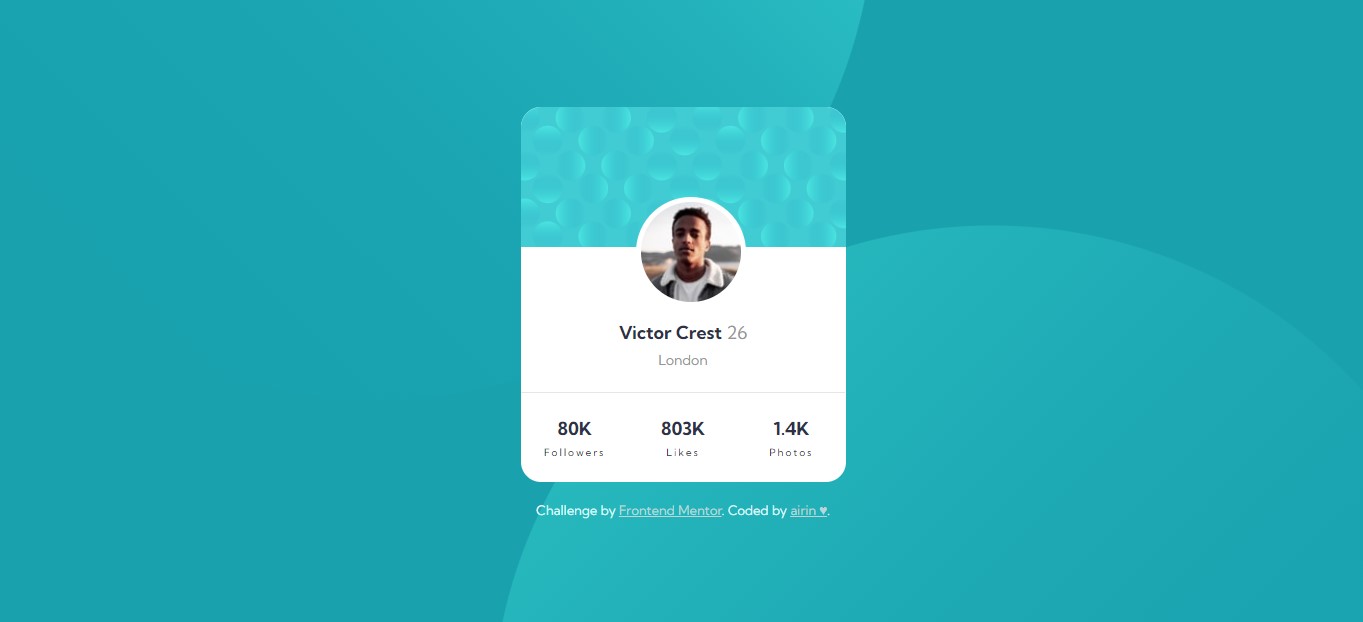 Victor Crest 26
London
80K 803K 1.4K
Followers Likes Photos
Challenge by Frontend Mentor. Coded by airin ♥.